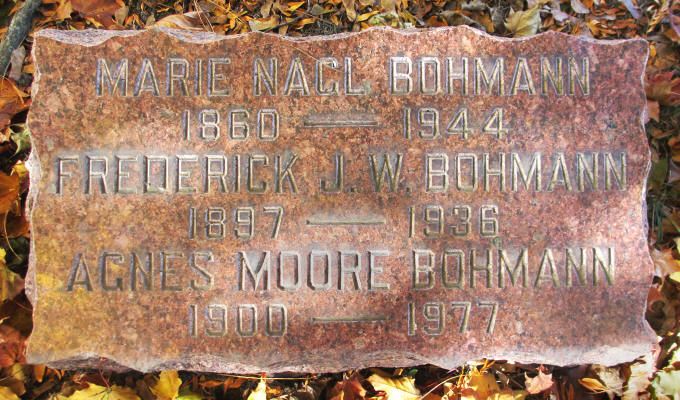 MARIE NAGL BOHMANN
1860 — 1944
FREDERICK J. W. BOHMANN
1897 — 1936
AGNES MOORE BOHMANN
1900 — 1977